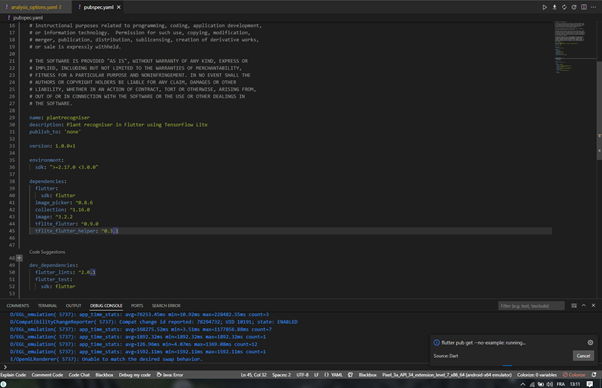 analysis_options.yaml 7
pubspec.yaml
pubspec.yaml
16 # instructional purposes related to programming, coding, application development,
17 # or information technology.  Permission for such use, copying, modification,
18 # merger, publication, distribution, sublicensing, creation of derivative works,
19 # or sale is expressly withheld.
20
21 # THE SOFTWARE IS PROVIDED "AS IS", WITHOUT WARRANTY OF ANY KIND, EXPRESS OR
22 # IMPLIED, INCLUDING BUT NOT LIMITED TO THE WARRANTIES OF MERCHANTABILITY,
23 # FITNESS FOR A PARTICULAR PURPOSE AND NONINFRINGEMENT. IN NO EVENT SHALL THE
24 # AUTHORS OR COPYRIGHT HOLDERS BE LIABLE FOR ANY CLAIM, DAMAGES OR OTHER
25 # LIABILITY, WHETHER IN AN ACTION OF CONTRACT, TORT OR OTHERWISE, ARISING FROM,
26 # OUT OF OR IN CONNECTION WITH THE SOFTWARE OR THE USE OR OTHER DEALINGS IN
27 # THE SOFTWARE.
28
29 name: plantrecogniser
30 description: Plant recogniser in Flutter using TensorFlow Lite
31 publish_to: 'none'
32
33 version: 1.0.0+1
34
35 environment:
36 sdk: ">=2.17.0 <3.0.0"
37
38 dependencies:
39 flutter:
40 sdk: flutter
41 image_picker: ^0.8.6
42 collection: ^1.16.0
43 image: ^3.2.2
44 tflite_flutter: ^0.9.0
45 tflite_flutter_helper: ^0.3.1
46
47
Code Suggestions
48
49 dev_dependencies:
50 flutter_lints: ^2.0.1
51 flutter_test:
52 sdk: flutter
53
COMMENTS TERMINAL OUTPUT DEBUG CONSOLE PORTS SEARCH ERROR
Filter (e.g. text, !exclude)
D/EGL_emulation( 5737): app_time_stats: avg=76253.45ms min=10.92ms max=228482.55ms count=3
D/CompatibilityChangeReporter( 5737): Compat change id reported: 78294732; UID 10191; state: ENABLED
D/EGL_emulation( 5737): app_time_stats: avg=168275.52ms min=3.51ms max=1177856.88ms count=7
D/EGL_emulation( 5737): app_time_stats: avg=1892.32ms min=1892.32ms max=1892.32ms count=1
D/EGL_emulation( 5737): app_time_stats: avg=126.96ms min=4.07ms max=1369.08ms count=12
D/EGL_emulation( 5737): app_time_stats: avg=1592.11ms min=1592.11ms max=1592.11ms count=1
D/OpenGLRenderer( 5737): Unable to match the desired swap behavior.
Flutter pub get --no-example: running...
Source: Dart
Cancel
Explain Code Comment Code Code Chat Blackbox Debug my code Java Error Ln 45, Col 32 Spaces: 2 UTF-8 LF YAML Blackbox Pixel_3a_API_34_extension_level_7_x86_64 (android-x64 emulator) Colorize: 0 variables Colorize
FRA 13:11